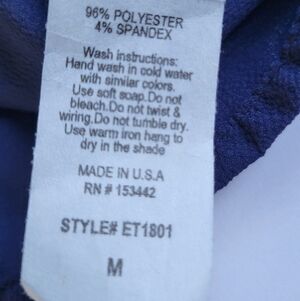 96% POLYESTER
4% SPANDEX
Wash instructions:
Hand wash in cold water
with similar colors.
Use soft soap.Do not
bleach.Do not twist &
wiring.Do not tumble dry.
Use warm iron hang to
dry in the shade
MADE IN U.S.A
RN # 153442
STYLE# ET1801
M